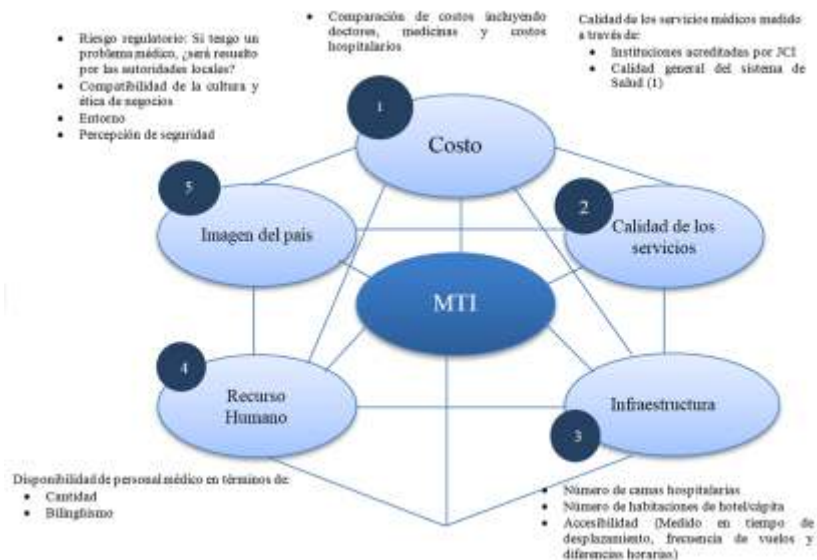 • Riesgo regulatorio: Si tengo un
problema médico, ¿será resuelto
por las autoridades locales?
• Compatibilidad de la cultura y
ética de negocios
• Entorno
• Percepción de seguridad
• Comparación de costos incluyendo
doctores, medicinas y costos
hospitalarios
Calidad de los servicios médicos medido
a través de:
• Instituciones acreditadas por JCI
• Calidad general del sistema de
Salud (1)
1
Costo
5
Imagen del país
2
Calidad de los
servicios
MTI
4
Recurso
Humano
Infraestructura
3
Disponibilidad de personal médico en términos de:
• Cantidad
• Bilingüismo
• Número de camas hospitalarias
• Número de habitaciones de hotel/cápita
• Accesibilidad (Medido en tiempo de
desplazamiento, frecuencia de vuelos y
diferencias horarias)